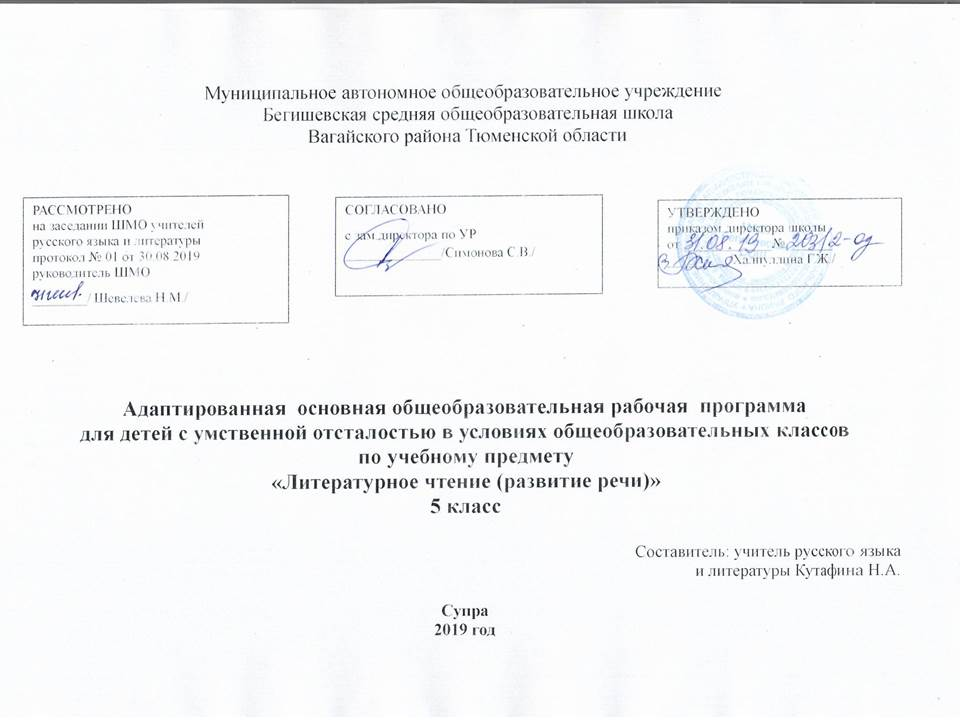 Муниципальное автономное общеобразовательное учреждение
Бегишевская средняя общеобразовательная школа
Вагайского района Тюменской области
РАССМОТРЕНО
на заседании ШМО учителей
русского языка и литературы
протокол № 01 от 30.08.2019
руководитель ШМО
/ Шевелева Н.М./
СОГЛАСОВАНО
с зам.директора по УР
/Симонова С.В./
УТВЕРЖДЕНО
приказом директора школы
от 31.08.19 № 203/2-од
/Халиуллина Г.Ж./
Адаптированная основная общеобразовательная рабочая программа
для детей с умственной отсталостью в условиях общеобразовательных классов
по учебному предмету
«Литературное чтение (развитие речи)»
5 класс
Составитель: учитель русского языка
и литературы Кутафина Н.А.
Супра
2019 год